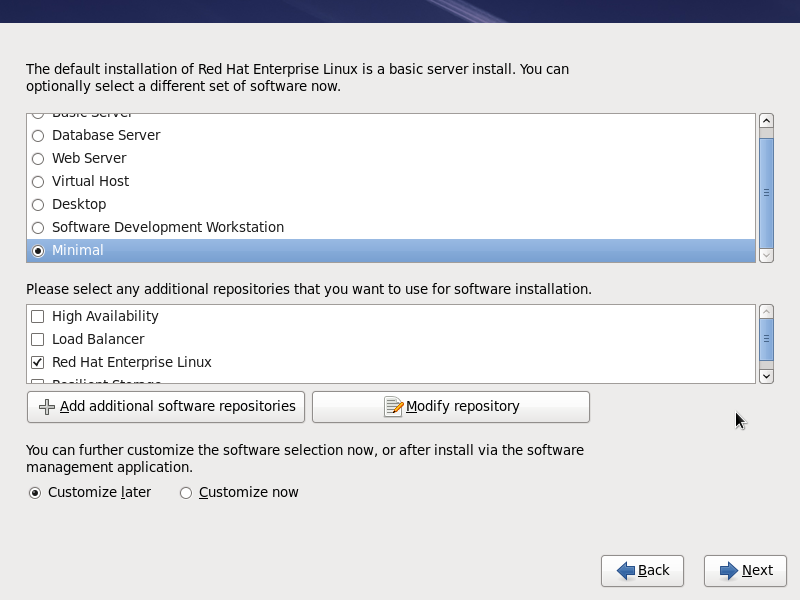 The default installation of Red Hat Enterprise Linux is a basic server install. You can
optionally select a different set of software now.
Basic Server
Database Server
Web Server
Virtual Host
Desktop
Software Development Workstation
Minimal
Please select any additional repositories that you want to use for software installation.
High Availability
Load Balancer
Red Hat Enterprise Linux
Resilient Storage
Add additional software repositories
Modify repository
You can further customize the software selection now, or after install via the software
management application.
Customize later
Customize now
Back
Next